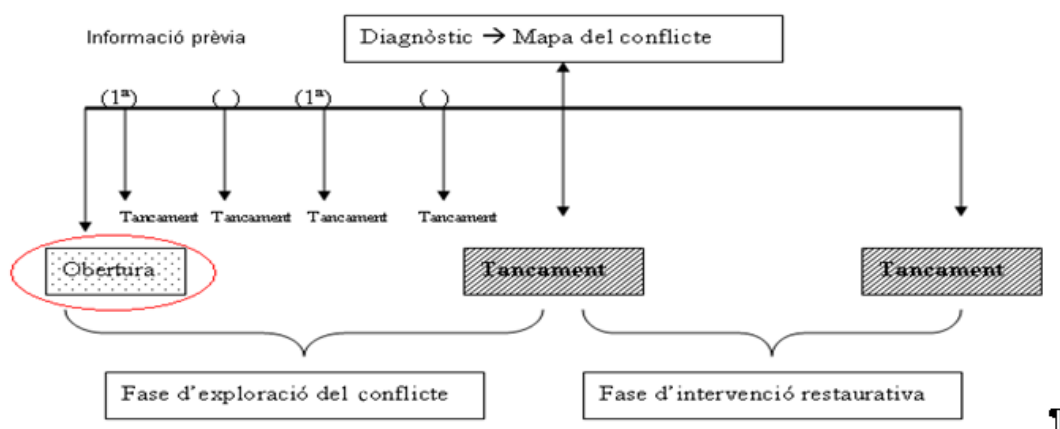 Informació prèvia
Diagnòstic → Mapa del conflicte
(1ª) ( ) (1ª) ( )
Tancament Tancament Tancament Tancament
Obertura Tancament Tancament
Fase d'exploració del conflicte Fase d'intervenció restaurativa
¶